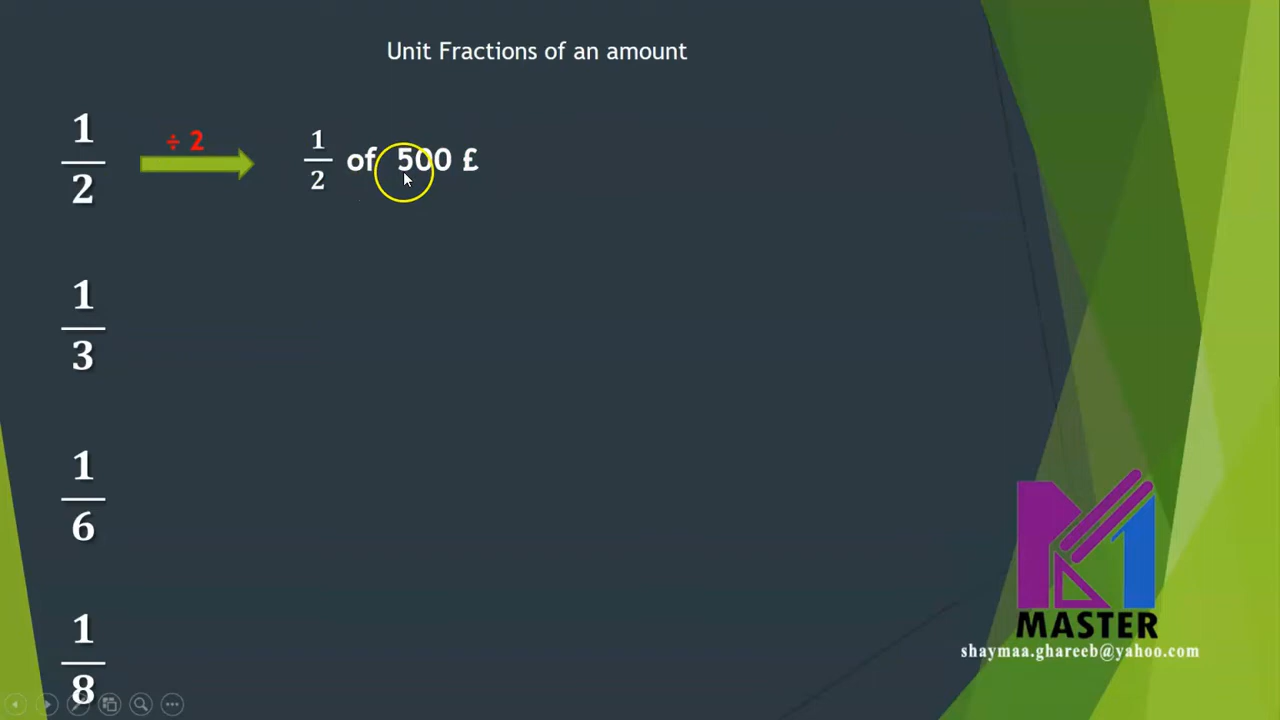 Unit Fractions of an amount
1/2 ÷ 2 1/2 of 500 £
1/3
1/6
1/8
M1
MASTER
shaymaa.ghareeb@yahoo.com